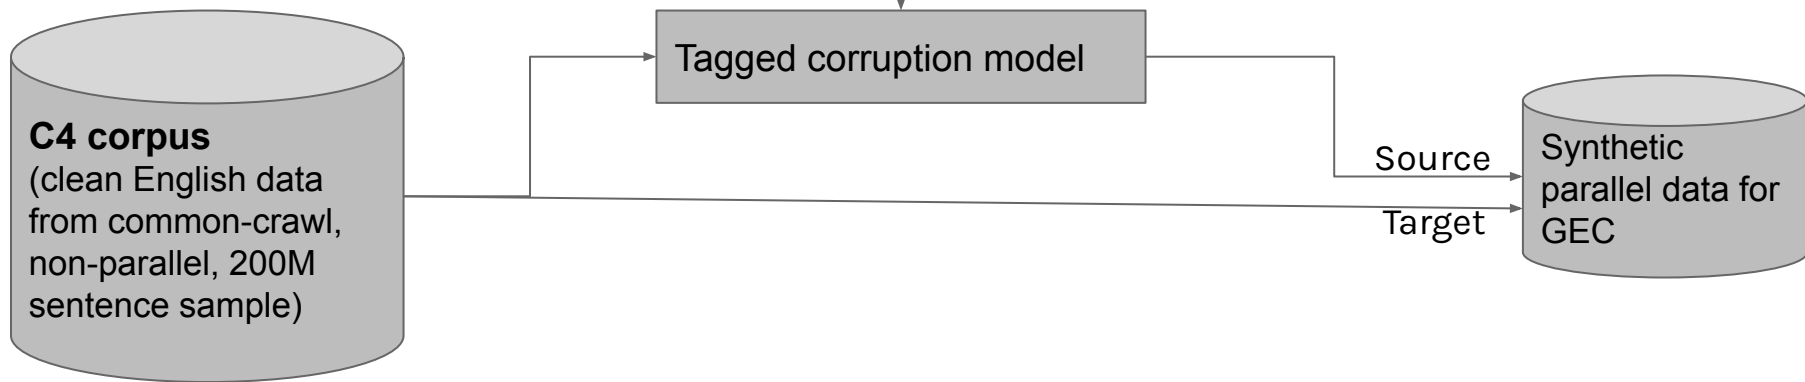 Tagged corruption model
C4 corpus
(clean English data
from common-crawl,
non-parallel, 200M
sentence sample)
Source
Target
Synthetic
parallel data for
GEC